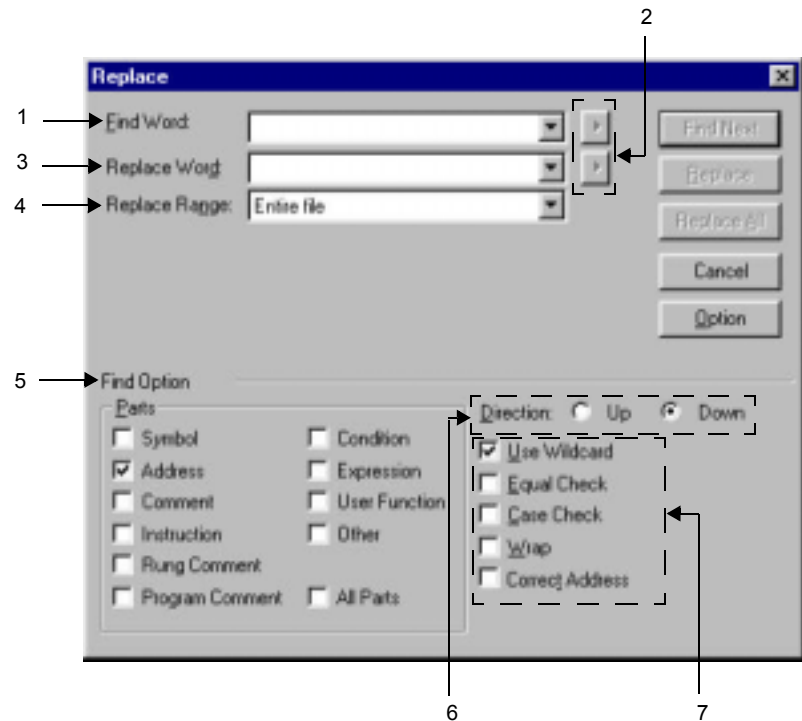 2
Replace
1 Find Word: Find Next
3 Replace Word: Replace
4 Replace Range: Entire file Replace All
Cancel
Option
5 Find Option
Parts
Symbol Condition
Address Expression
Comment User Function
Instruction Other
Rung Comment
Program Comment All Parts
Direction: Up Down
Use Wildcard
Equal Check
Case Check
Wrap
Correct Address
6 7